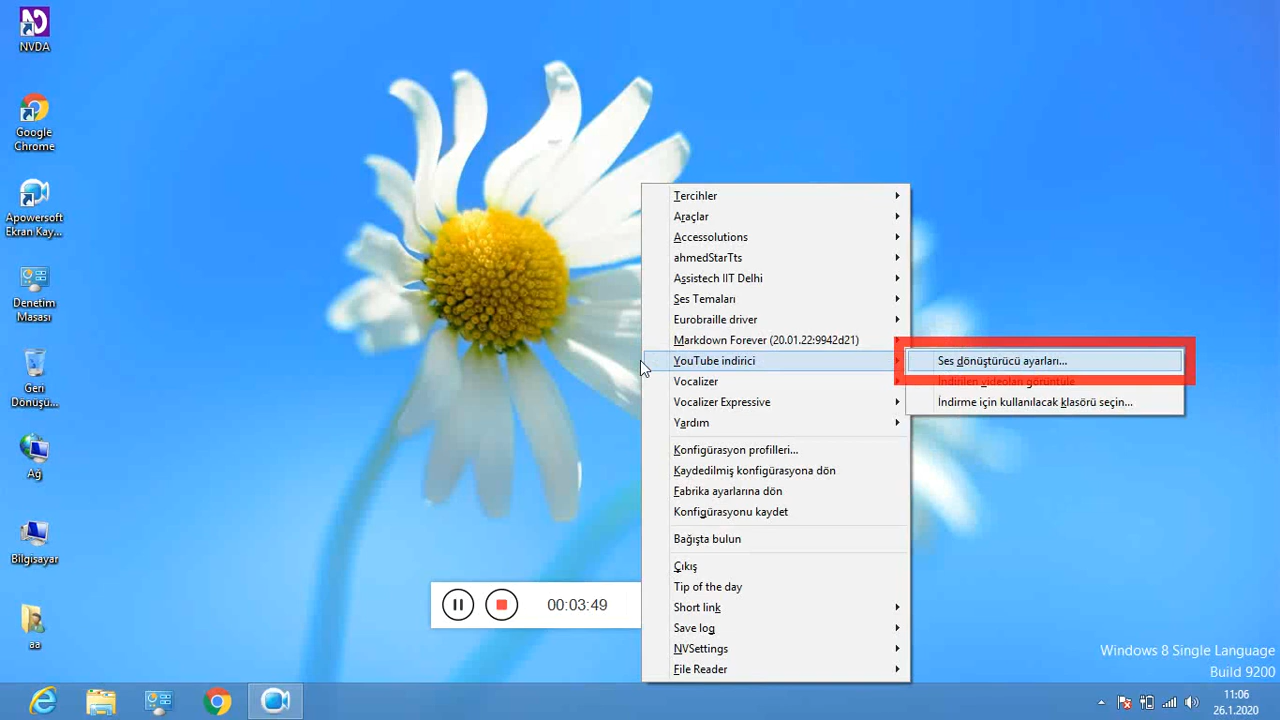 NVDA
Google
Chrome
Apowersoft
Ekran Kay...
Denetim
Masası
Geri
Dönüşü...
Ağ
Bilgisayar
aa
Tercihler
Araçlar
Accessolutions
ahmedStarTts
Assistech IIT Delhi
Ses Temaları
Eurobraille driver
Markdown Forever (20.01.22:9942d21)
YouTube indirici
Vocalizer
Vocalizer Expressive
Yardım
Konfigürasyon profilleri...
Kaydedilmiş konfigürasyona dön
Fabrika ayarlarına dön
Konfigürasyonu kaydet
Bağışta bulun
Çıkış
Tip of the day
Short link
Save log
NVSettings
File Reader
Ses dönüştürücü ayarları...
İndirilen videoları görüntüle
İndirme için kullanılacak klasörü seçin...
00:03:49
Windows 8 Single Language
Build 9200
11:06
26.1.2020